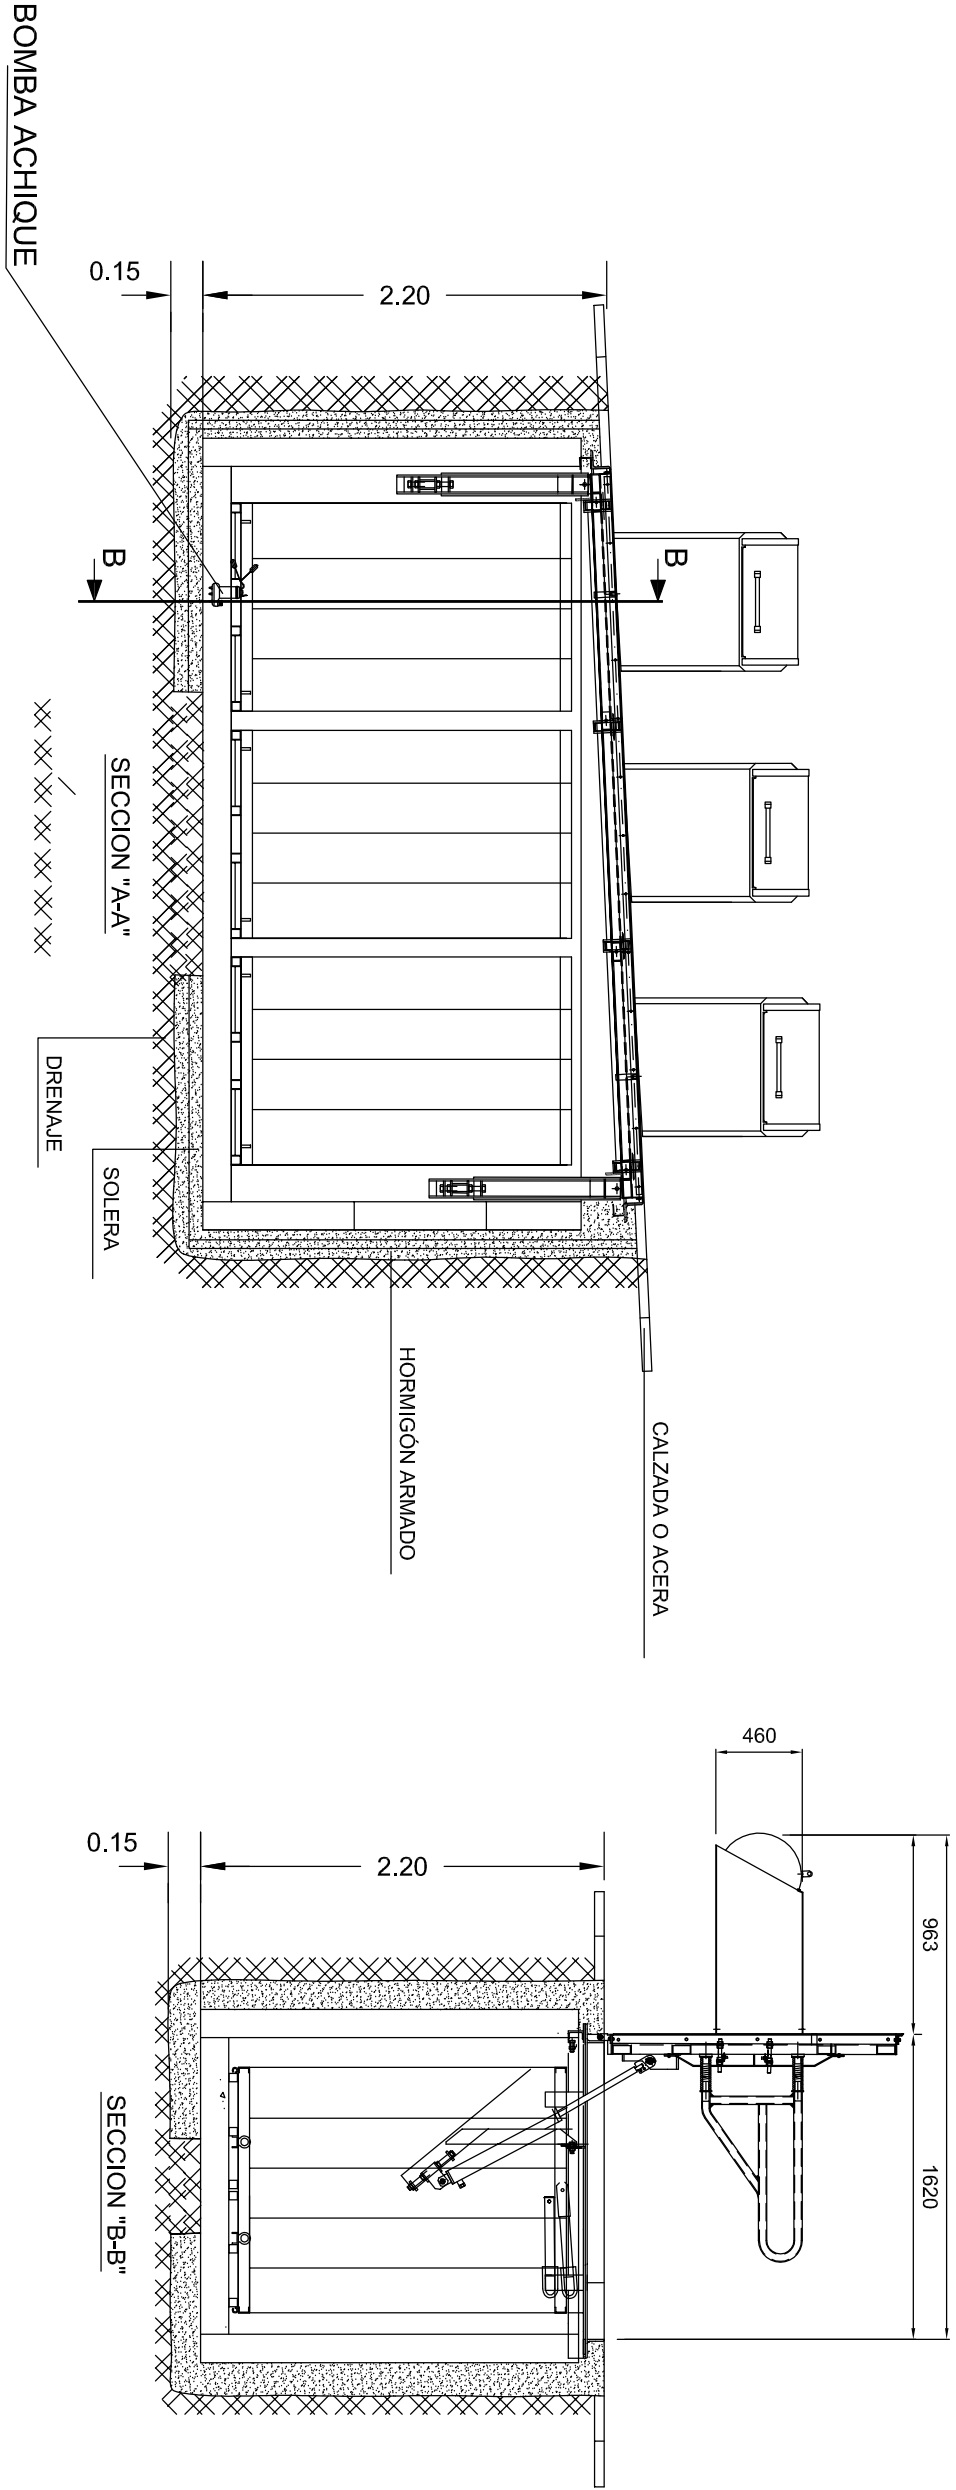 BOMBA ACHIQUE
0.15
2.20
B
B
SECCION "A-A"
DRENAJE
SOLERA
HORMIGÓN ARMADO
CALZADA O ACERA
460
963
1620
0.15
2.20
SECCION "B-B"